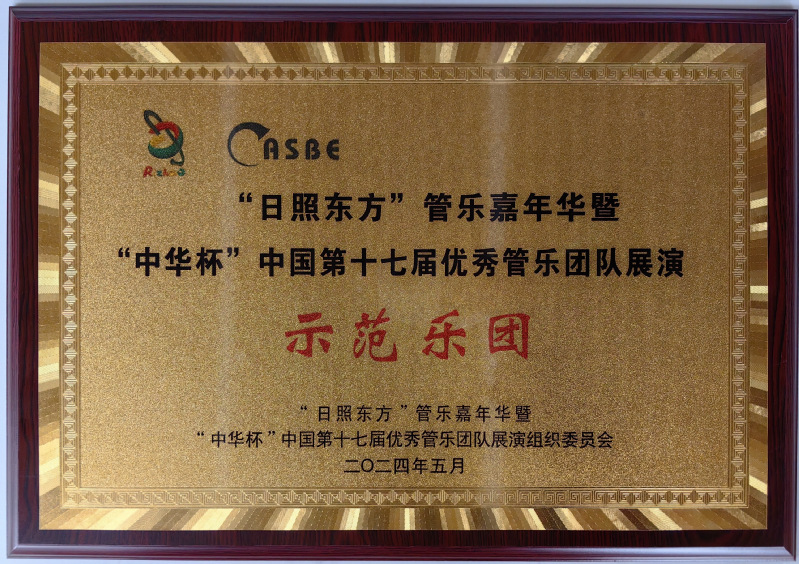 Rizhao
CASBE
“日照东方”管乐嘉年华暨
“中华杯”中国第十七届优秀管乐团队展演
示范乐团
“日照东方”管乐嘉年华暨
“中华杯”中国第十七届优秀管乐团队展演组织委员会
二〇二四年五月